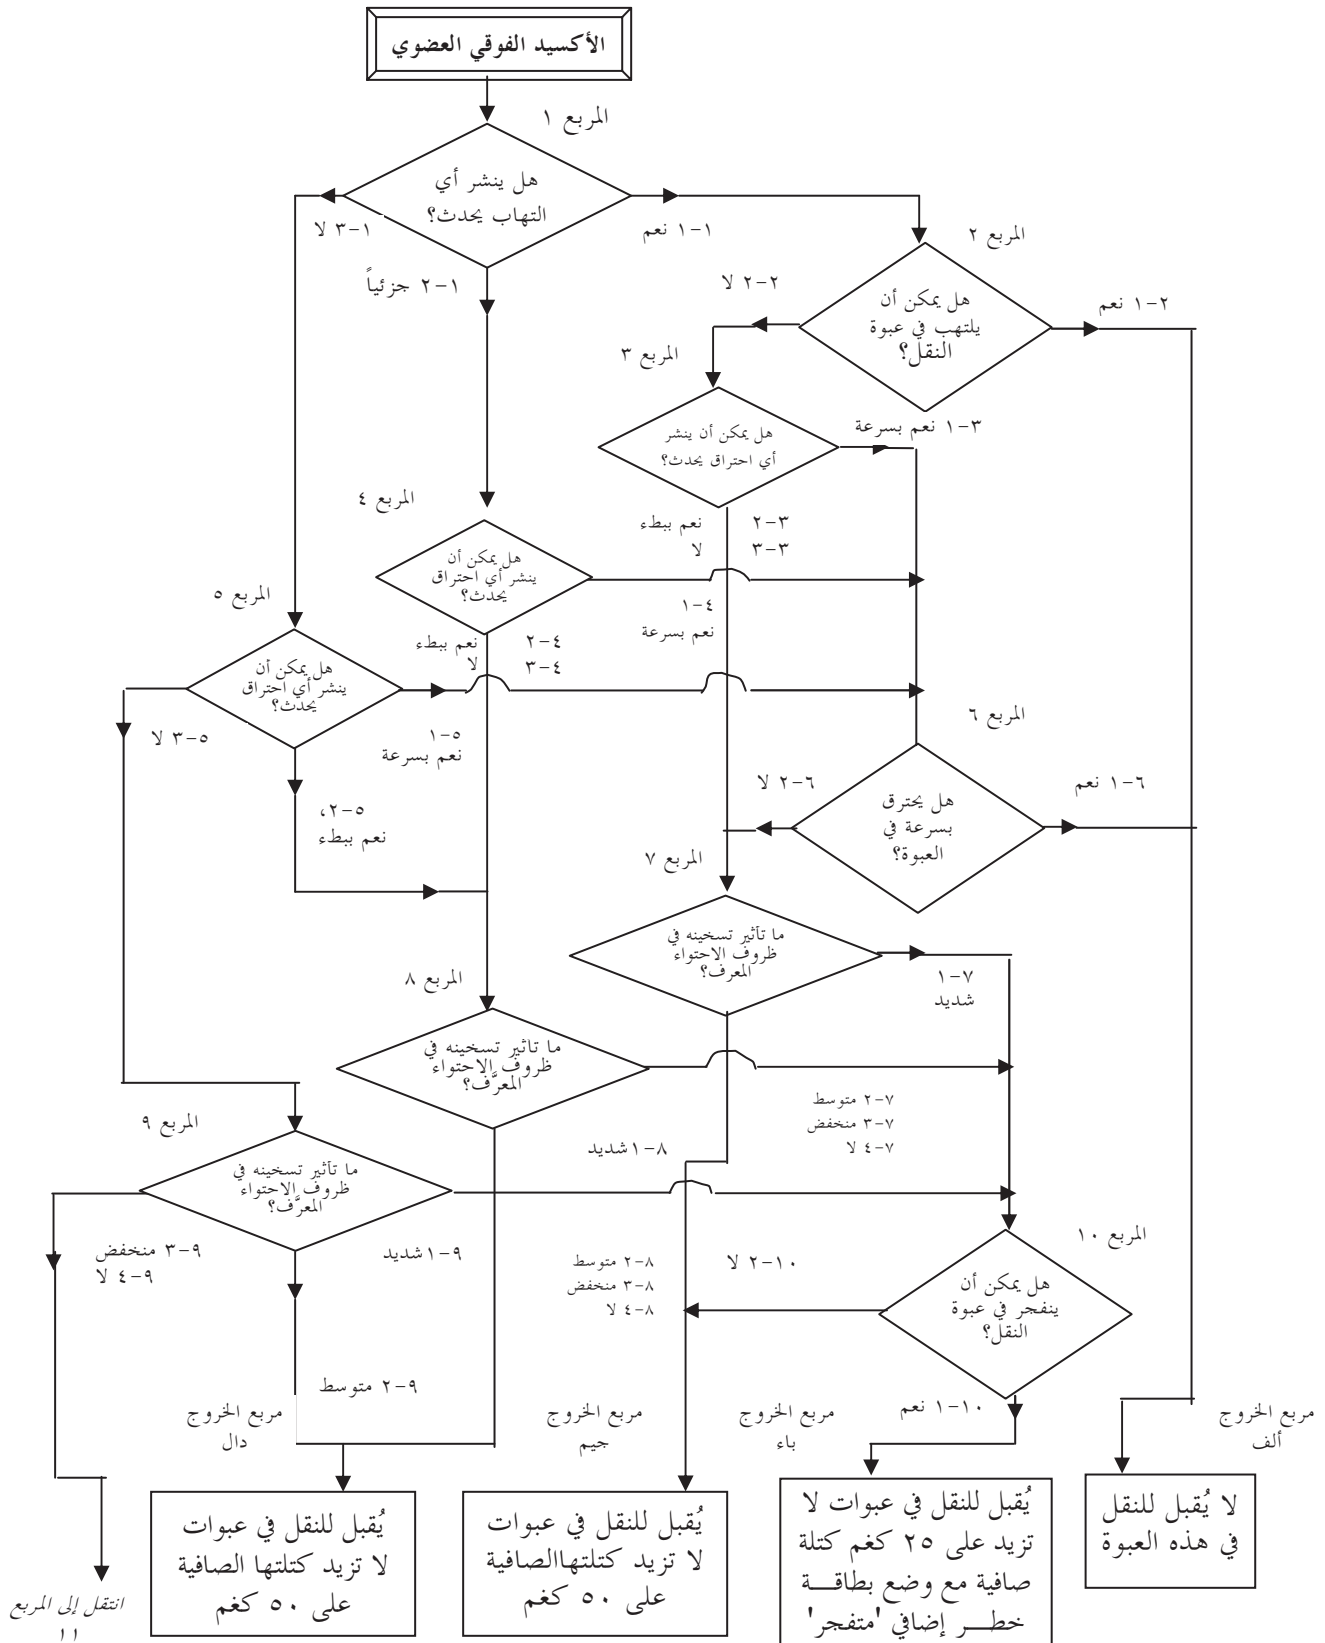 الأكسيد الفوقي العضوي
المربع ١
هل ينشر أي
التهاب يحدث؟
١-٣ لا
١-١ نعم
١-٢ جزئياً
المربع ٢
هل يمكن أن
يلتهب في عبوة
النقل؟
٢-٢ لا
٢-١ نعم
المربع ٣
هل يمكن أن ينشر
أي احتراق يحدث؟
٣-١ نعم بسرعة
٣-٢ نعم ببطء
٣-٣ لا
المربع ٤
هل يمكن أن
ينشر أي احتراق
يحدث؟
٤-١
نعم بسرعة
٤-٢ نعم ببطء
٤-٣ لا
المربع ٥
هل يمكن أن
ينشر أي احتراق
يحدث؟
٥-٣ لا
٥-١
نعم بسرعة
٥-٢،
نعم ببطء
المربع ٦
هل يحترق
بسرعة في
العبوة؟
٦-٢ لا
٦-١ نعم
المربع ٧
ما تأثير تسخينه في
ظروف الاحتواء
المعرف؟
٧-١
شديد
٧-٢ متوسط
٧-٣ منخفض
٧-٤ لا
المربع ٨
ما تاثير تسخينه في
ظروف الاحتواء
المعرَّف؟
٨-١ شديد
٨-٢ متوسط
٨-٣ منخفض
٨-٤ لا
المربع ٩
ما تأثير تسخينه في
ظروف الاحتواء
المعرَّف؟
٩-٣ منخفض
٩-٤ لا
٩-١ شديد
٩-٢ متوسط
المربع ١٠
هل يمكن أن
ينفجر في عبوة
النقل؟
١٠-٢ لا
١٠-١ نعم
مربع الخروج
ألف
لا يُقبل للنقل
في هذه العبوة
مربع الخروج
باء
يُقبل للنقل في عبوات لا
تزيد على ٢٥ كغم كتلة
صافية مع وضع بطاقــة
خطــر إضافي 'متفجر'
مربع الخروج
جيم
يُقبل للنقل في عبوات
لا تزيد كتلتهاالصافية
على ٥٠ كغم
مربع الخروج
دال
يُقبل للنقل في عبوات
لا تزيد كتلتها الصافية
على ٥٠ كغم
انتقل إلى المربع
١١